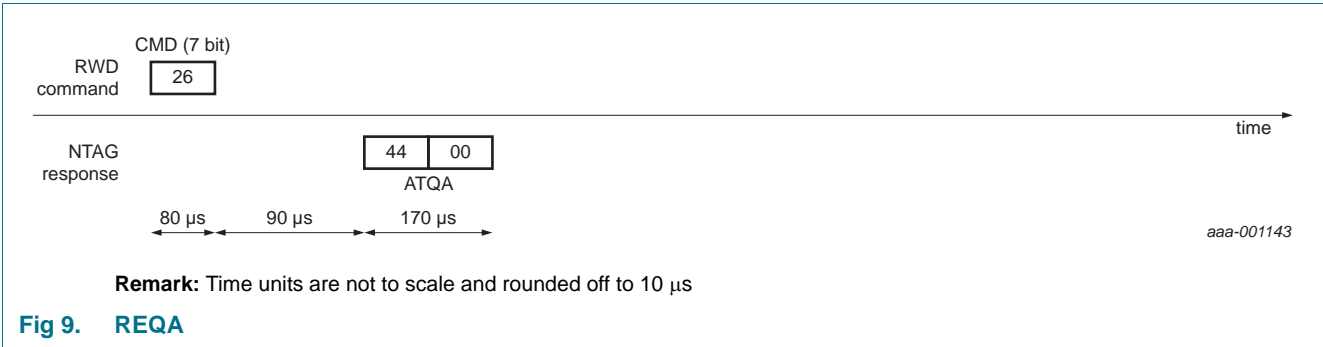 CMD (7 bit)
RWD
command
26
time
NTAG
response
44 00
ATQA
80 µs 90 µs 170 µs
aaa-001143
Remark: Time units are not to scale and rounded off to 10 µs
Fig 9. REQA